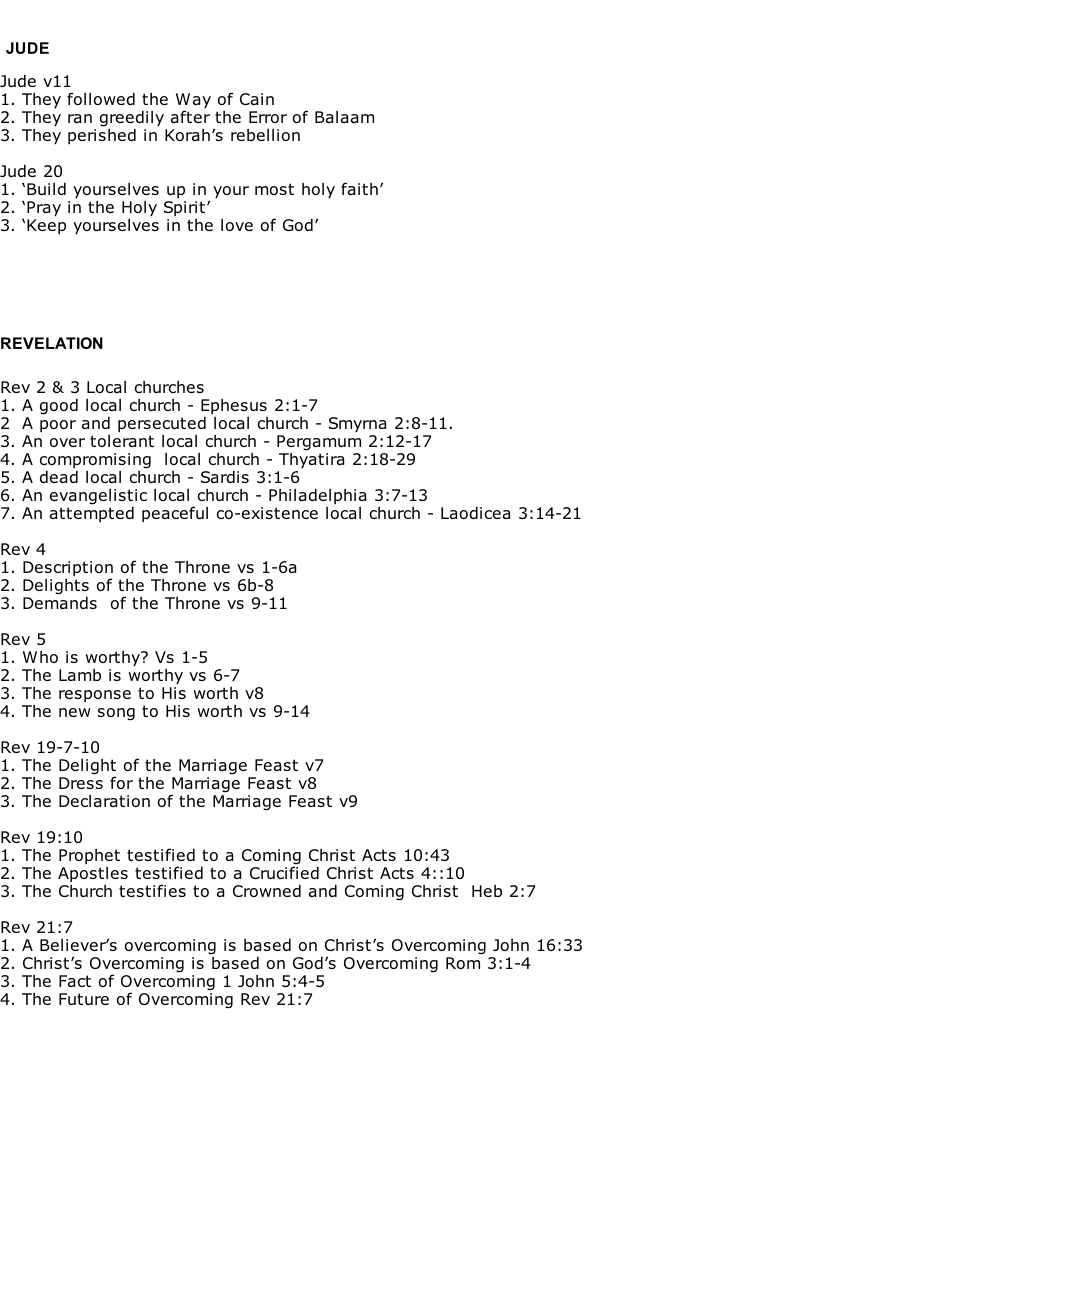 JUDE
Jude v11
1. They followed the Way of Cain
2. They ran greedily after the Error of Balaam
3. They perished in Korah’s rebellion
Jude 20
1. ‘Build yourselves up in your most holy faith’
2. ‘Pray in the Holy Spirit’
3. ‘Keep yourselves in the love of God’
REVELATION
Rev 2 & 3 Local churches
1. A good local church - Ephesus 2:1-7
2  A poor and persecuted local church - Smyrna 2:8-11.
3. An over tolerant local church - Pergamum 2:12-17
4. A compromising  local church - Thyatira 2:18-29
5. A dead local church - Sardis 3:1-6
6. An evangelistic local church - Philadelphia 3:7-13
7. An attempted peaceful co-existence local church - Laodicea 3:14-21
Rev 4
1. Description of the Throne vs 1-6a
2. Delights of the Throne vs 6b-8
3. Demands  of the Throne vs 9-11
Rev 5
1. Who is worthy? Vs 1-5
2. The Lamb is worthy vs 6-7
3. The response to His worth v8
4. The new song to His worth vs 9-14
Rev 19-7-10
1. The Delight of the Marriage Feast v7
2. The Dress for the Marriage Feast v8
3. The Declaration of the Marriage Feast v9
Rev 19:10
1. The Prophet testified to a Coming Christ Acts 10:43
2. The Apostles testified to a Crucified Christ Acts 4::10
3. The Church testifies to a Crowned and Coming Christ  Heb 2:7
Rev 21:7
1. A Believer’s overcoming is based on Christ’s Overcoming John 16:33
2. Christ’s Overcoming is based on God’s Overcoming Rom 3:1-4
3. The Fact of Overcoming 1 John 5:4-5
4. The Future of Overcoming Rev 21:7